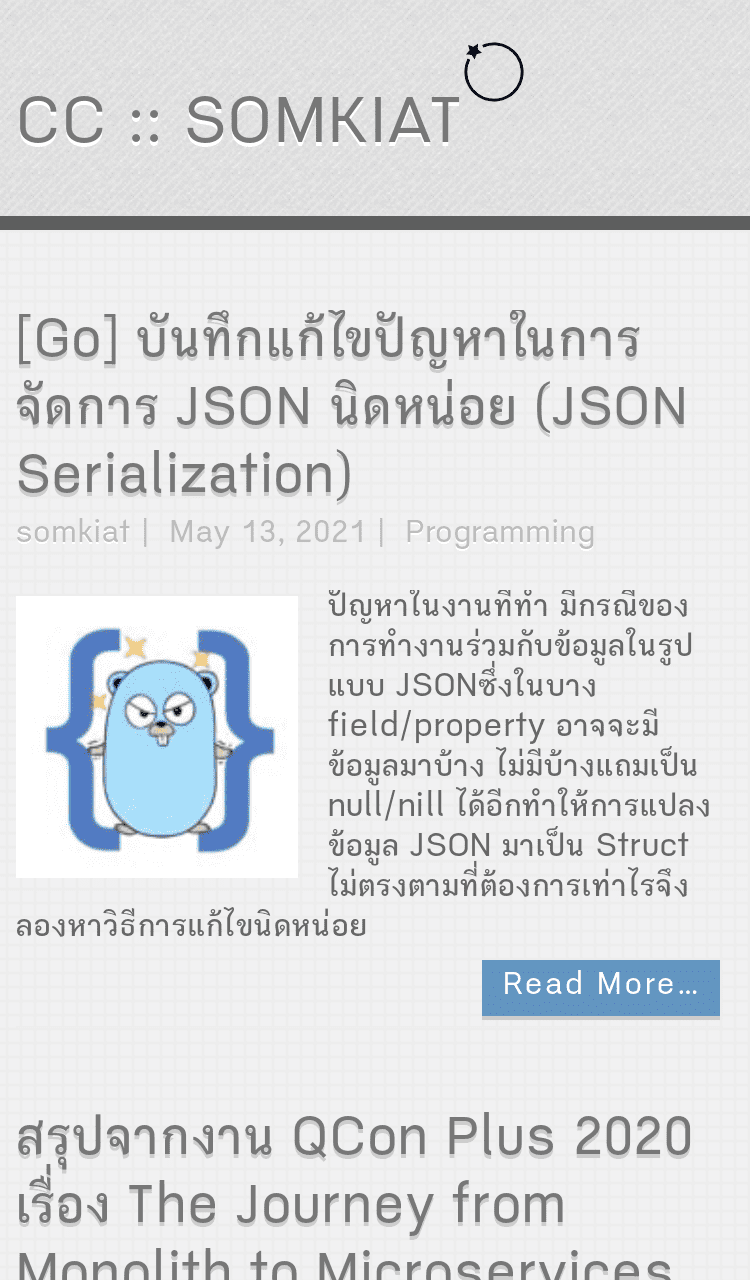 CC :: SOMKIAT
[Go] บันทึกแก้ไขปัญหาในการ
จัดการ JSON นิดหน่อย (JSON
Serialization)
somkiat | May 13, 2021 | Programming
ปัญหาในงานที่ทำ มีกรณีของ
การทำงานร่วมกับข้อมูลในรูป
แบบ JSONซึ่งในบาง
field/property อาจจะมี
ข้อมูลมาบ้าง ไม่มีบ้างแถมเป็น
null/nill ได้อีกทำให้การแปลง
ข้อมูล JSON มาเป็น Struct
ไม่ตรงตามที่ต้องการเท่าไรจึง
ลองหาวิธีการแก้ไขนิดหน่อย
Read More…
สรุปจากงาน QCon Plus 2020
เรื่อง The Journey from
Monolith to Microservices